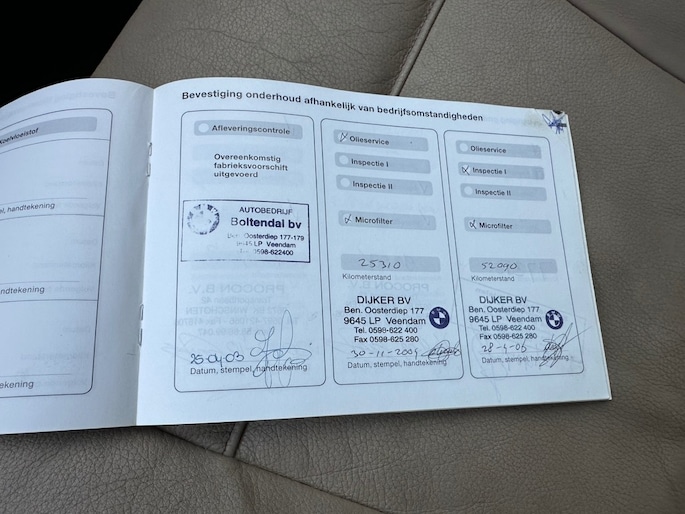 Koelvloeistof
, handtekening
ndtekening
Bevestiging onderhoud afhankelijk van bedrijfsomstandigheden
Afleveringscontrole
Overeenkomstig
fabrieksvoorschift
uitgevoerd
AUTOBEDRIJF
Boltendal bv
Ben. Oosterdiep 177-179
9645 LP Veendam
0598-622400
25-04-03
Datum, stempel, handtekening
Olieservice
Inspectie I
Inspectie II
Microfilter
25310
Kilometerstand
DIJKER BV
Ben. Oosterdiep 177
9645 LP Veendam
Tel. 0598-622 400
Fax 0598-625 280
30-11-2004
Datum, stempel, handtekening
Olieservice
Inspectie I
Inspectie II
Microfilter
52090
Kilometerstand
DIJKER BV
Ben. Oosterdiep 177
9645 LP Veendam
Tel. 0598-622 400
Fax 0598-625 280
Datum, stempel, handtekening